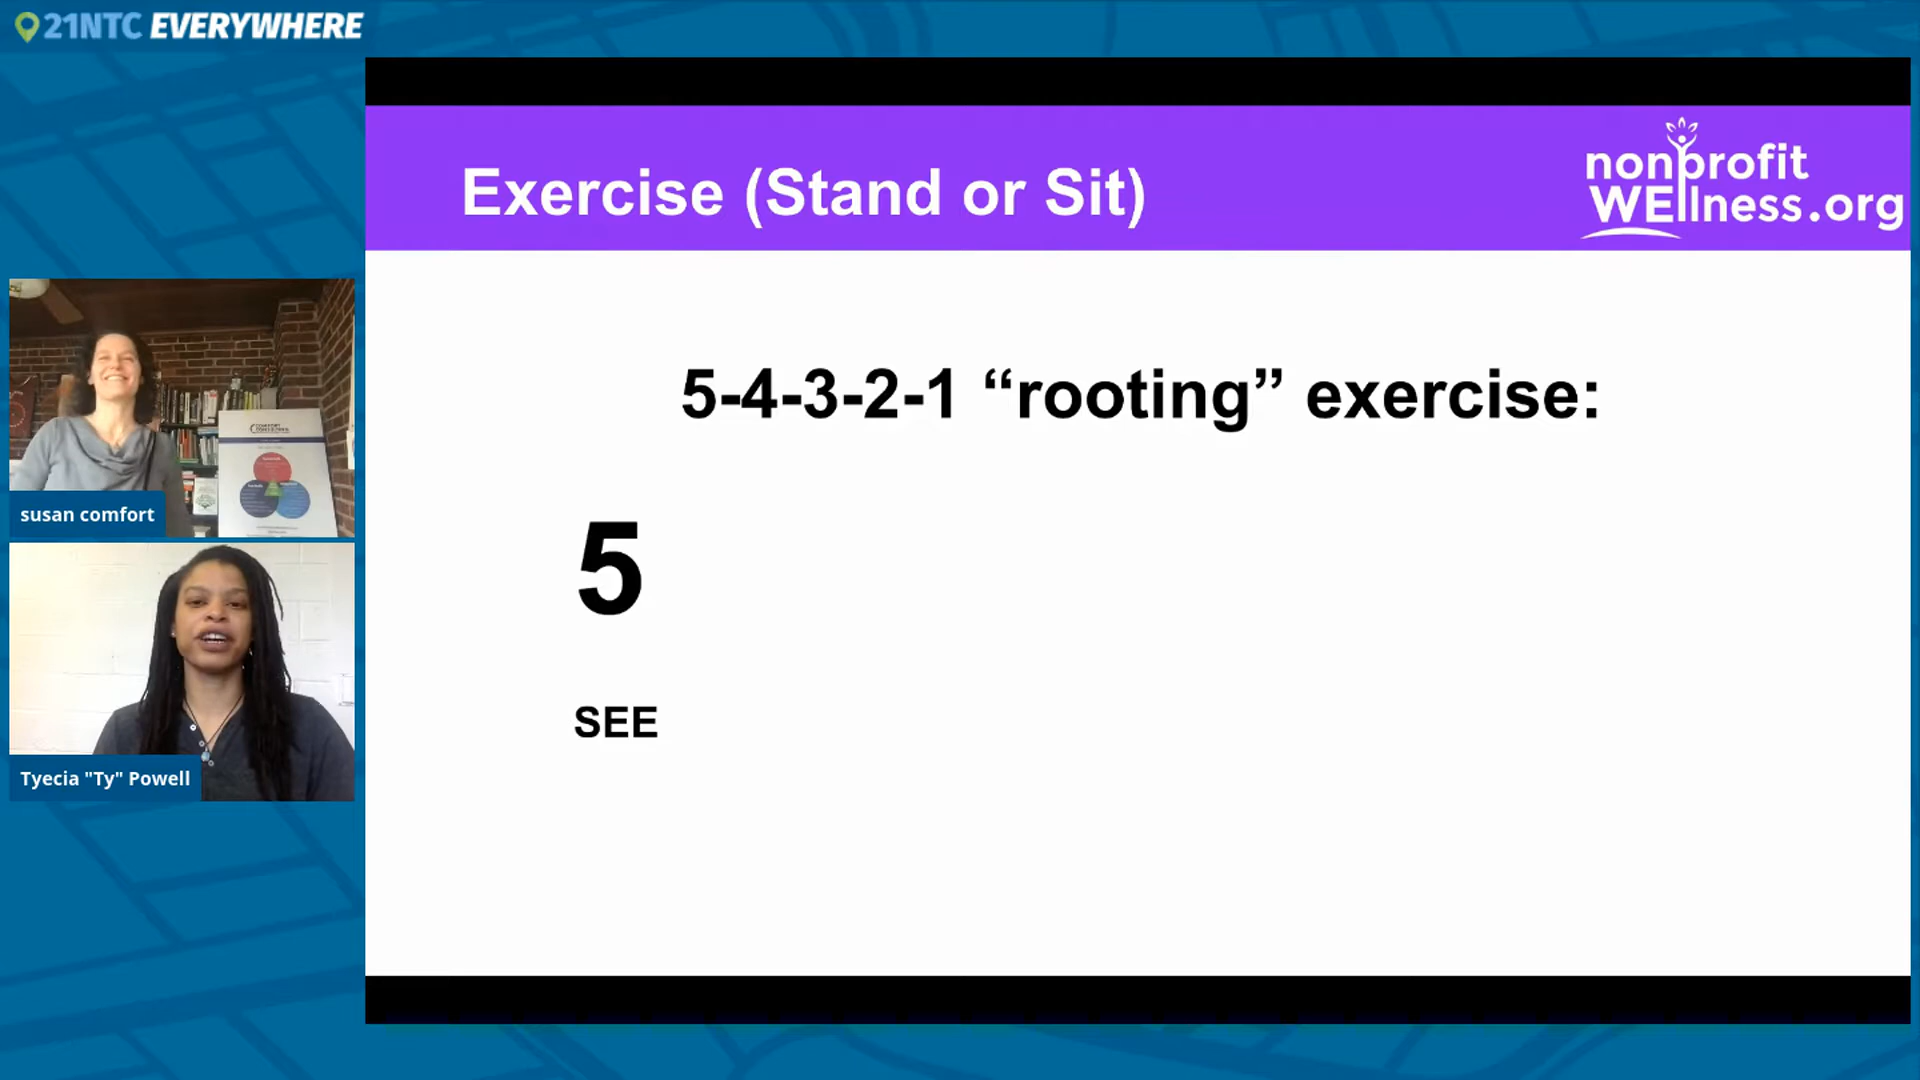 21NTC EVERYWHERE
Exercise (Stand or Sit)
nonprofit
WEllness.org
5-4-3-2-1 “rooting” exercise:
5
SEE
susan comfort
Tyecia "Ty" Powell